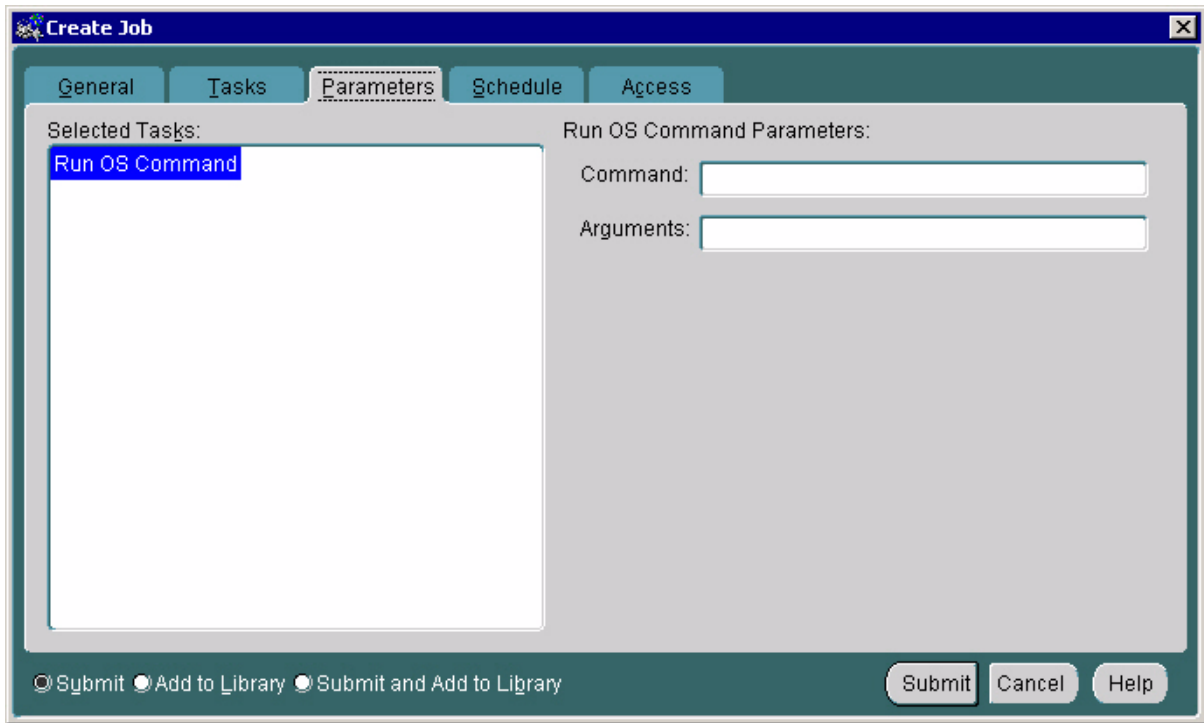 Create Job
General Tasks Parameters Schedule Access
Selected Tasks: Run OS Command Parameters:
Run OS Command
Command:
Arguments:
Submit Add to Library Submit and Add to Library Submit Cancel Help